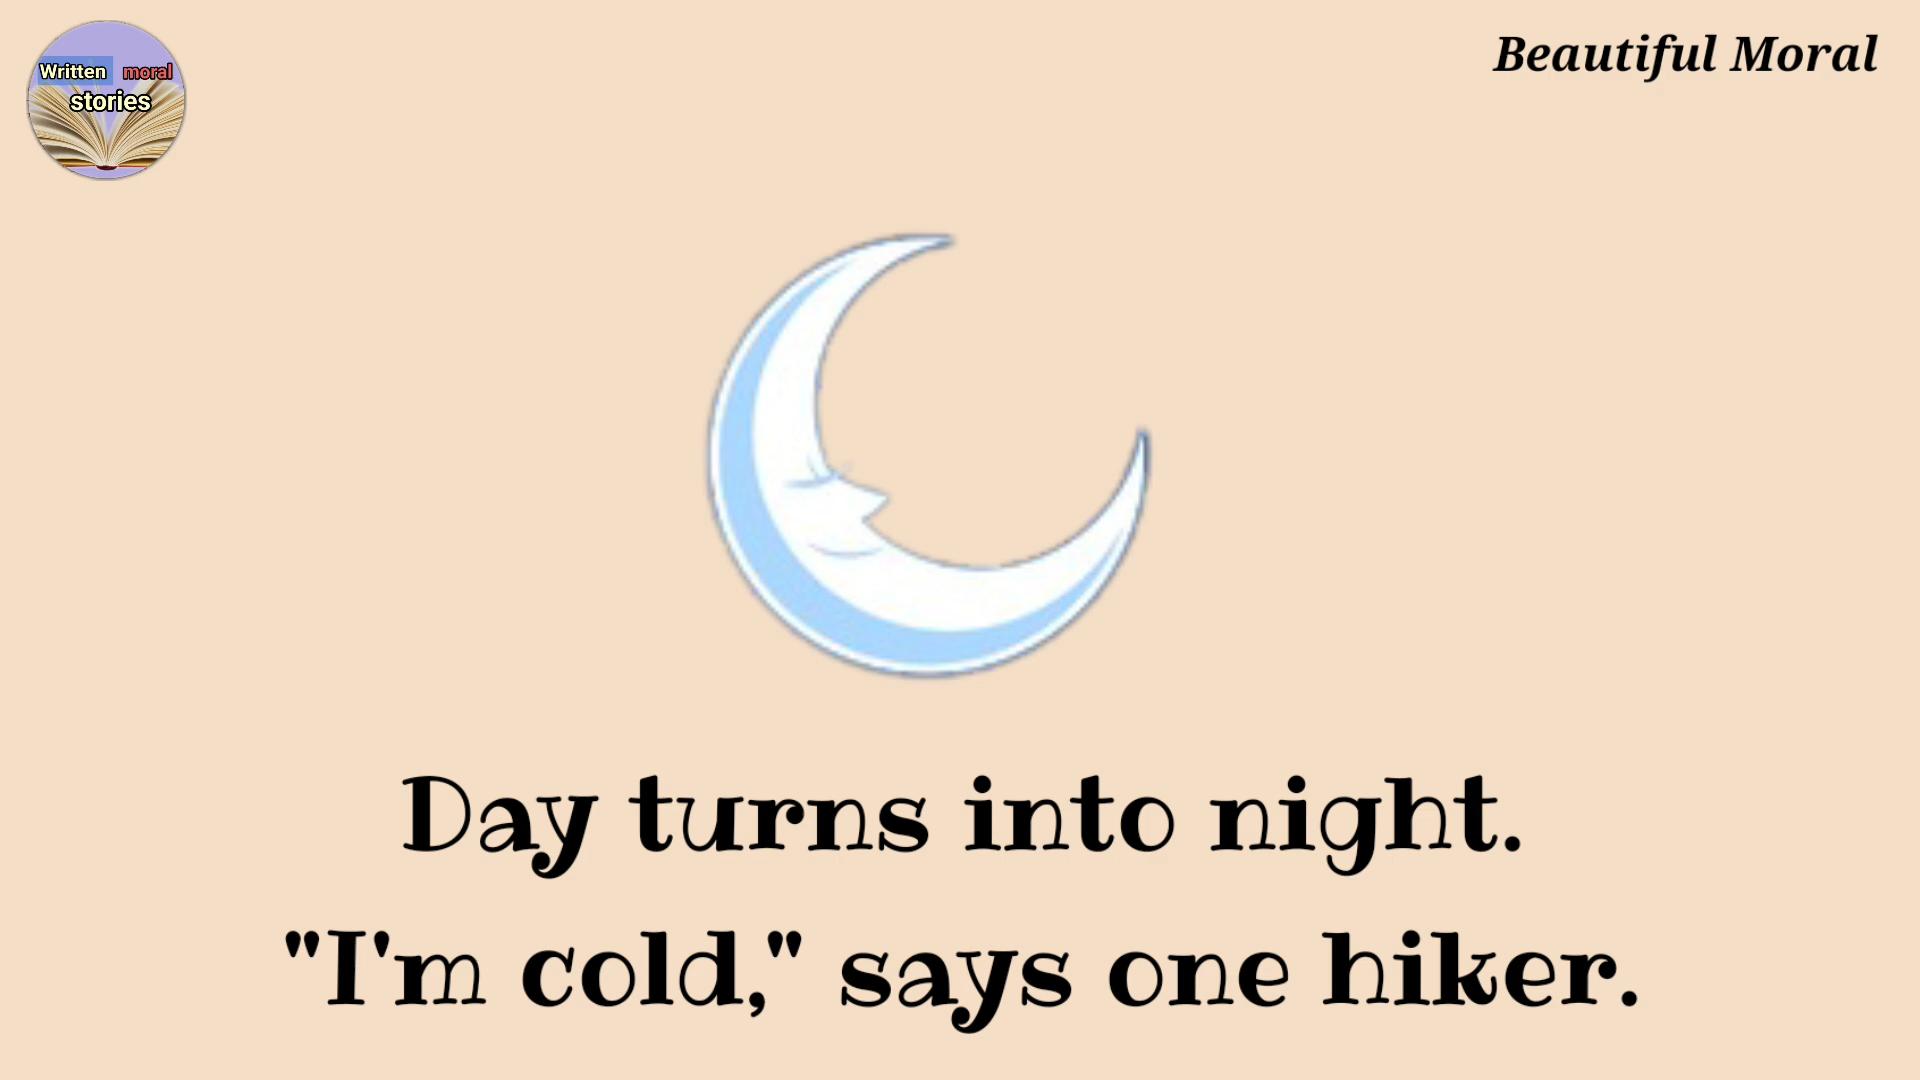 Written moral
stories
Beautiful Moral
Day turns into night.
"I'm cold," says one hiker.